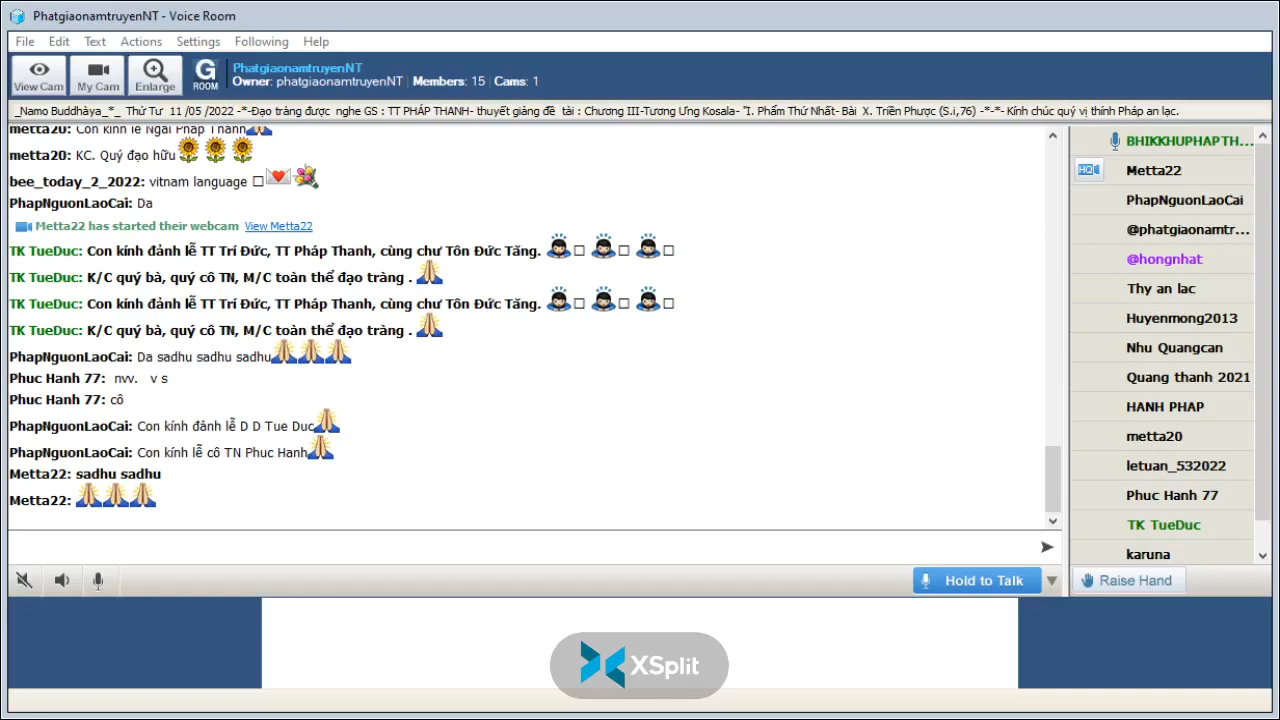 PhatgiaonamtruyenNT - Voice Room
File Edit Text Actions Settings Following Help
View Cam My Cam Enlarge G ROOM
PhatgiaonamtruyenNT
Owner: phatgiaonamtruyenNT | Members: 15 | Cams: 1
_Namo Buddhàya_*_ Thứ Tư 11 /05 /2022 -*-Đạo tràng được nghe GS : TT PHÁP THANH- thuyết giảng đề tài : Chương III-Tương Ưng Kosala- "I. Phẩm Thứ Nhất- Bài X. Triền Phược (S.i,76) -*-*- Kính chúc quý vị thính Pháp an lạc.
metta20: Con kính lễ Ngài Pháp Thanh
metta20: KC. Quý đạo hữu
bee_today_2_2022: vitnam language
PhapNguonLaoCai: Da
Metta22 has started their webcam View Metta22
TK TueDuc: Con kính đảnh lễ TT Trí Đức, TT Pháp Thanh, cùng chư Tôn Đức Tăng.
TK TueDuc: K/C quý bà, quý cô TN, M/C toàn thể đạo tràng .
TK TueDuc: Con kính đảnh lễ TT Trí Đức, TT Pháp Thanh, cùng chư Tôn Đức Tăng.
TK TueDuc: K/C quý bà, quý cô TN, M/C toàn thể đạo tràng .
PhapNguonLaoCai: Da sadhu sadhu sadhu
Phuc Hanh 77: nvv. v s
Phuc Hanh 77: cô
PhapNguonLaoCai: Con kính đảnh lễ D D Tue Duc
PhapNguonLaoCai: Con kính lễ cô TN Phuc Hanh
Metta22: sadhu sadhu
Metta22:
BHIKKHUPHAPTH...
HQ
Metta22
PhapNguonLaoCai
@phatgiaonamtr...
@hongnhat
Thy an lac
Huyenmong2013
Nhu Quangcan
Quang thanh 2021
HANH PHAP
metta20
letuan_532022
Phuc Hanh 77
TK TueDuc
karuna
Hold to Talk
Raise Hand
XSplit